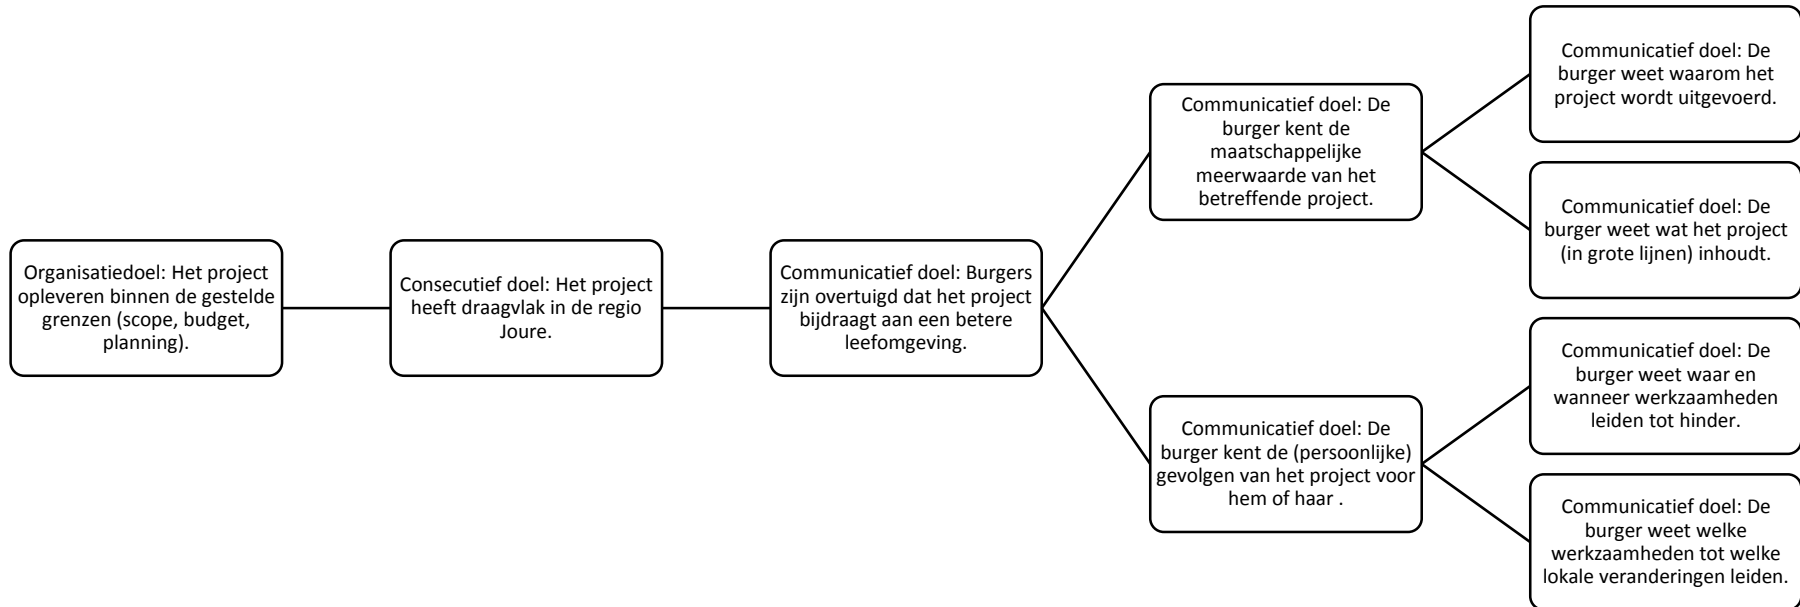 Organisatiedoel: Het project
opleveren binnen de gestelde
grenzen (scope, budget,
planning).
Consecutief doel: Het project
heeft draagvlak in de regio
Joure.
Communicatief doel: Burgers
zijn overtuigd dat het project
bijdraagt aan een betere
leefomgeving.
Communicatief doel: De
burger kent de
maatschappelijke
meerwaarde van het
betreffende project.
Communicatief doel: De
burger weet waarom het
project wordt uitgevoerd.
Communicatief doel: De
burger weet wat het project
(in grote lijnen) inhoudt.
Communicatief doel: De
burger kent de (persoonlijke)
gevolgen van het project voor
hem of haar .
Communicatief doel: De
burger weet waar en
wanneer werkzaamheden
leiden tot hinder.
Communicatief doel: De
burger weet welke
werkzaamheden tot welke
lokale veranderingen leiden.